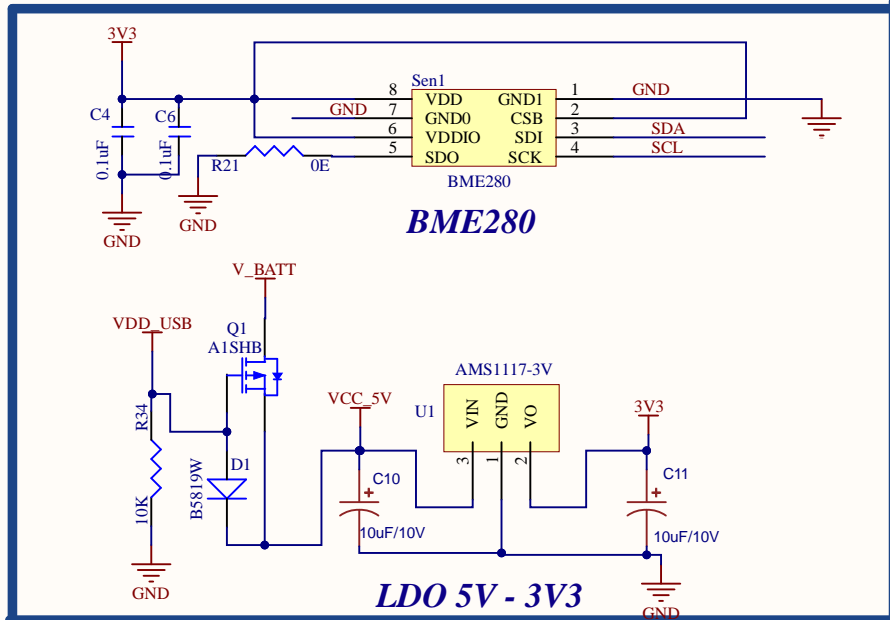 3V3
Sen1
C4
C6
0.1uF
0.1uF
GND
8
7
6
5
VDD
GND0
VDDIO
SDO
GND1
CSB
SDI
SCK
1
2
3
4
GND
SDA
SCL
R21
0E
BME280
GND
GND
BME280
V_BATT
VDD_USB
Q1
A1SHB
AMS1117-3V
VCC_5V
U1
VIN
GND
VO
3V3
R34
10K
D1
B5819W
3
1
2
C10
10uF/10V
C11
10uF/10V
GND
LDO 5V - 3V3
GND